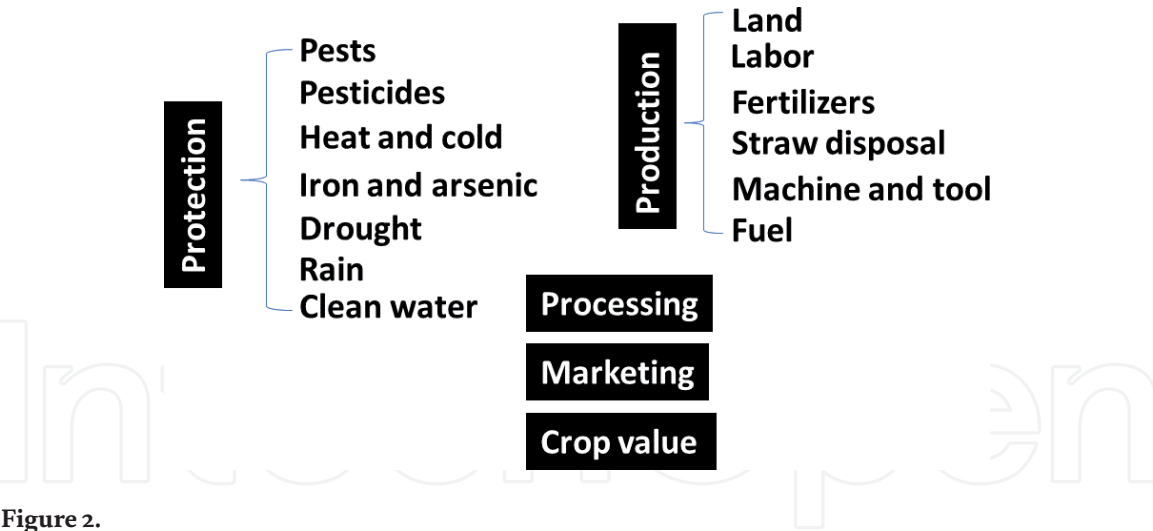 Protection
Pests
Pesticides
Heat and cold
Iron and arsenic
Drought
Rain
Clean water
Production
Land
Labor
Fertilizers
Straw disposal
Machine and tool
Fuel
Processing
Marketing
Crop value
Figure 2.